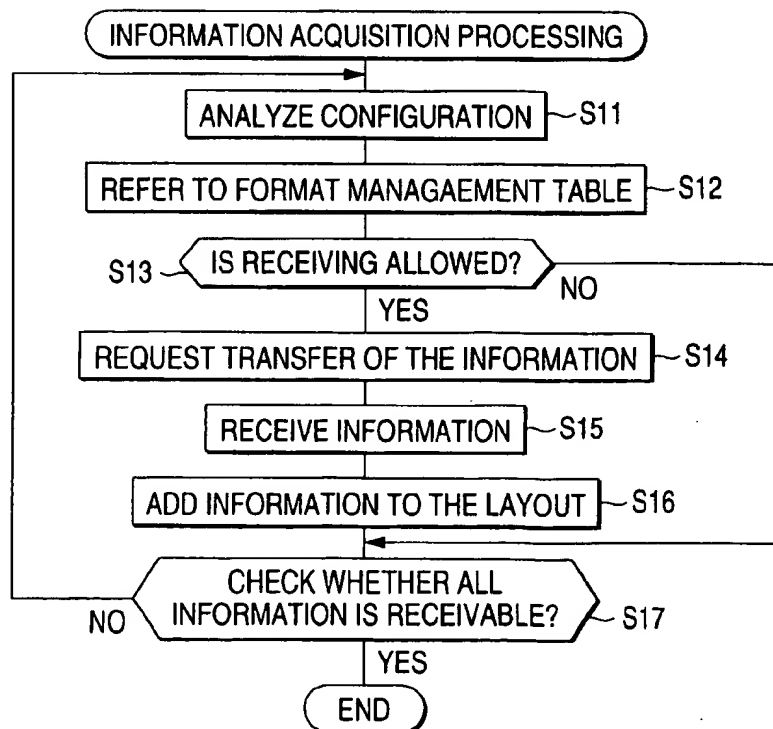 INFORMATION ACQUISITION PROCESSING
ANALYZE CONFIGURATION
S11
REFER TO FORMAT MANAGAEMENT TABLE
S12
S13
IS RECEIVING ALLOWED?
NO
YES
REQUEST TRANSFER OF THE INFORMATION
S14
RECEIVE INFORMATION
S15
ADD INFORMATION TO THE LAYOUT
S16
CHECK WHETHER ALL
INFORMATION IS RECEIVABLE?
S17
NO
YES
END